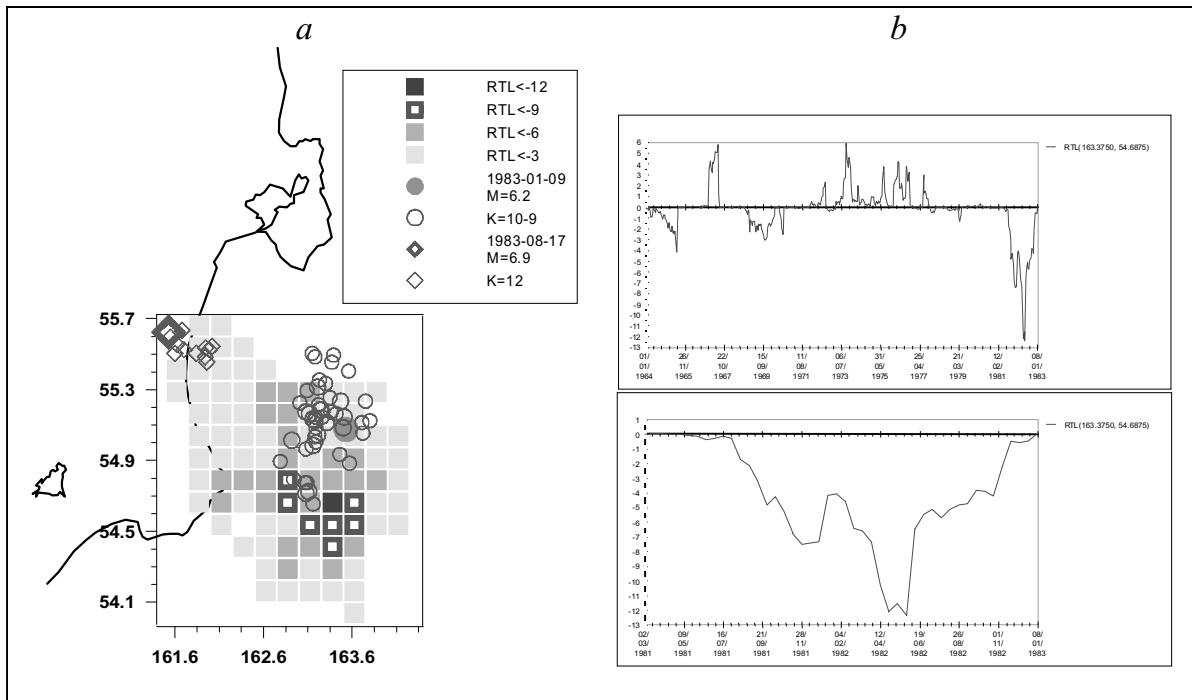 a
b
RTL<-12
RTL<-9
RTL<-6
RTL<-3
1983-01-09
M=6.2
K=10-9
1983-08-17
M=6.9
K=12
55.7
55.3
54.9
54.5
54.1
161.6 162.6 163.6
RTL(163.3750, 54.6875)
6
5
4
3
2
1
0
-1
-2
-3
-4
-5
-6
-7
-8
-9
-10
-11
-12
-13
01/ 26/ 22/ 15/ 11/ 06/ 31/ 25/ 21/ 12/ 08/
01/ 11/ 10/ 09/ 08/ 07/ 05/ 04/ 03/ 02/ 01/
1964 1965 1967 1969 1971 1973 1975 1977 1979 1981 1983
RTL(163.3750, 54.6875)
1
0
-1
-2
-3
-4
-5
-6
-7
-8
-9
-10
-11
-12
-13
02/ 09/ 16/ 21/ 28/ 04/ 12/ 19/ 26/ 01/ 08/
03/ 05/ 07/ 09/ 11/ 02/ 04/ 06/ 08/ 11/ 01/
1981 1981 1981 1981 1981 1982 1982 1982 1982 1982 1983